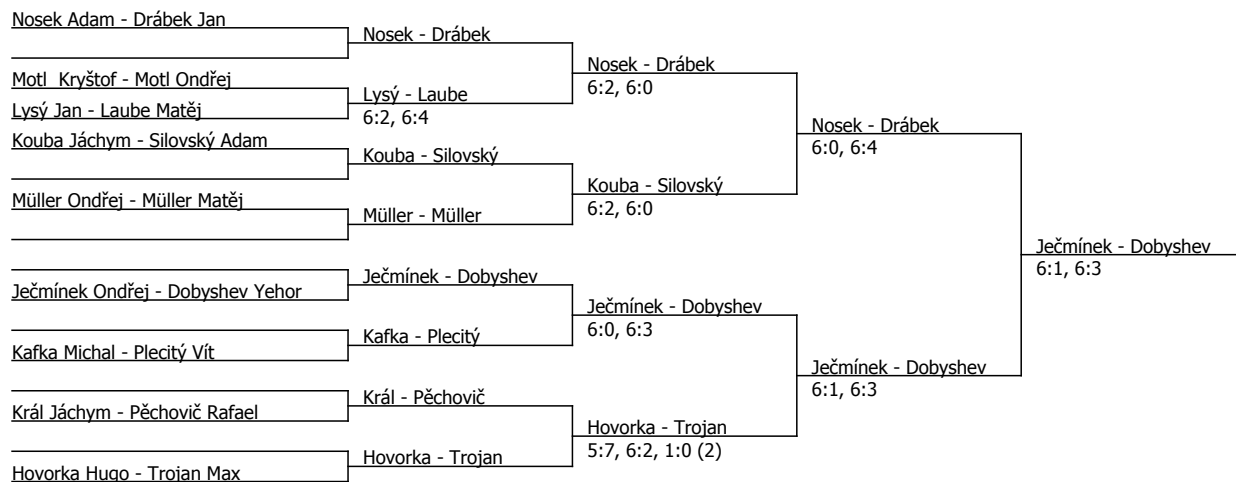 Nosek Adam - Drábek Jan
Motl  Kryštof - Motl Ondřej
Lysý Jan - Laube Matěj
Kouba Jáchym - Silovský Adam
Müller Ondřej - Müller Matěj
Ječmínek Ondřej - Dobyshev Yehor
Kafka Michal - Plecitý Vít
Král Jáchym - Pěchovič Rafael
Hovorka Hugo - Trojan Max
Nosek - Drábek
Lysý - Laube
6:2, 6:4
Kouba - Silovský
Müller - Müller
Ječmínek - Dobyshev
Kafka - Plecitý
Král - Pěchovič
Hovorka - Trojan
Nosek - Drábek
6:2, 6:0
Kouba - Silovský
6:2, 6:0
Ječmínek - Dobyshev
6:0, 6:3
Hovorka - Trojan
5:7, 6:2, 1:0 (2)
Nosek - Drábek
6:0, 6:4
Ječmínek - Dobyshev
6:1, 6:3
Ječmínek - Dobyshev
6:1, 6:3